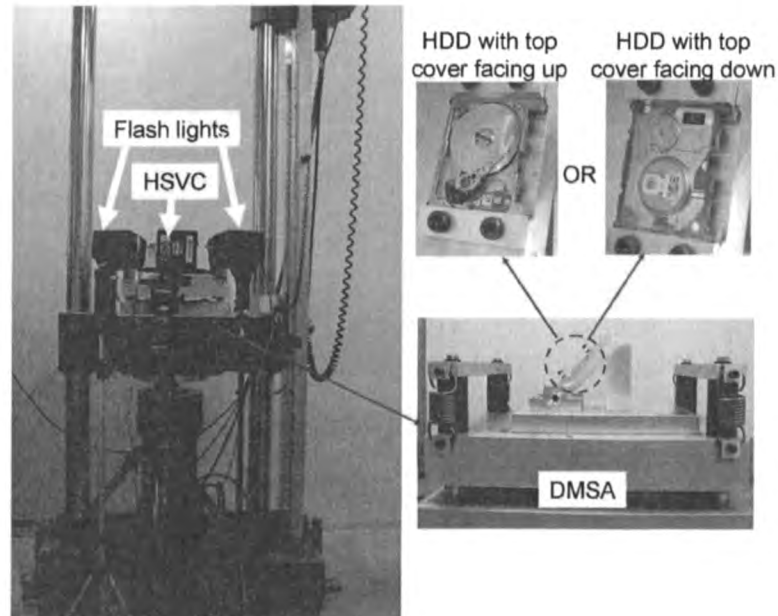 HDD with top
cover facing up
HDD with top
cover facing down
Flash lights
HSVC
OR
DMSA